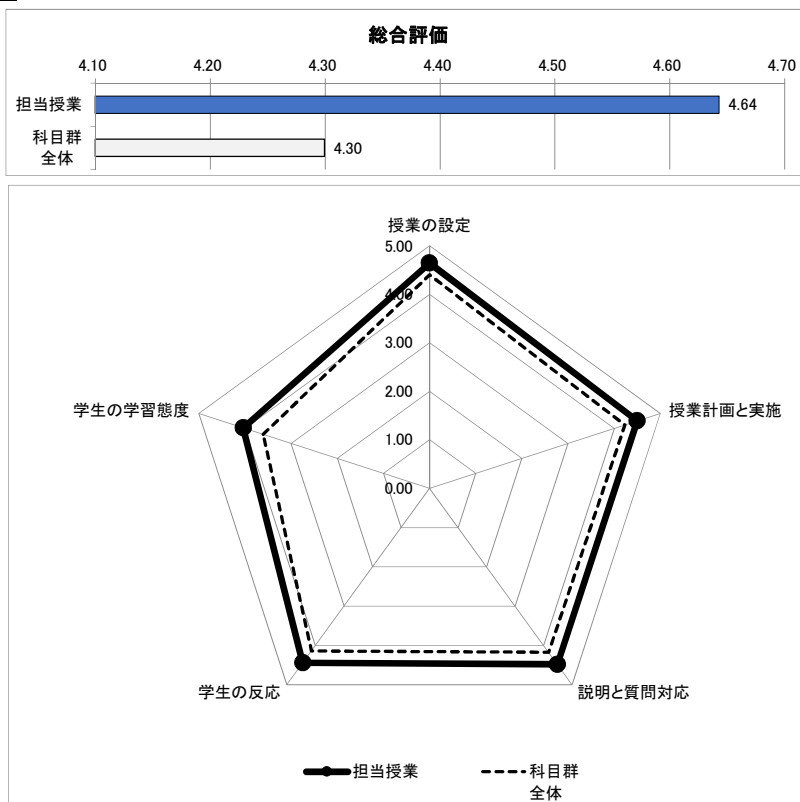 総合評価
4.10 4.20 4.30 4.40 4.50 4.60 4.70
担当授業 4.64
科目群
全体 4.30
授業の設定
5.00
4.00
3.00
2.00
1.00
0.00
学生の学習態度
授業計画と実施
学生の反応
説明と質問対応
担当授業 科目群
全体